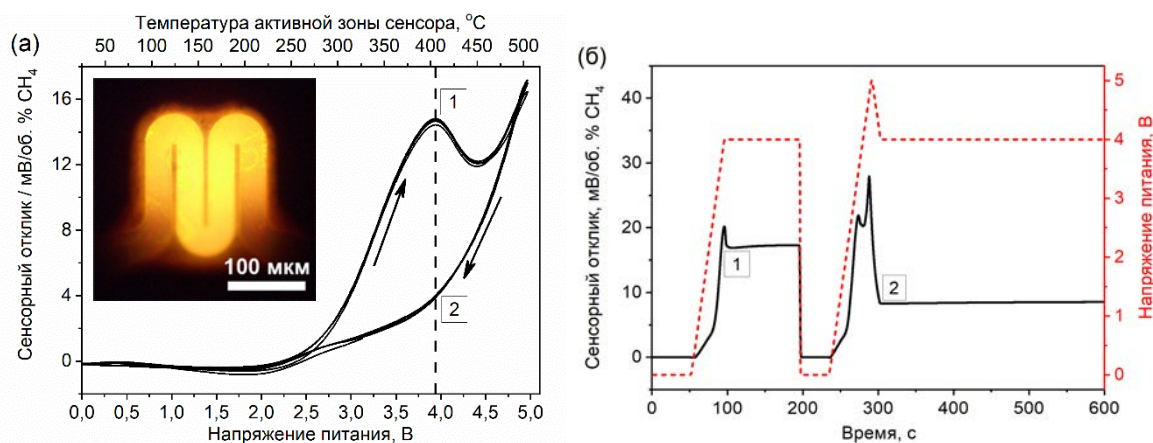 (а)
Температура активной зоны сенсора, °C
50 100 150 200 250 300 350 400 450 500
Сенсорный отклик / мВ/об. % CH4
16
12
8
4
0
1
2
100 мкм
0,0 0,5 1,0 1,5 2,0 2,5 3,0 3,5 4,0 4,5 5,0
Напряжение питания, В
(б)
Сенсорный отклик, мВ/об. % CH4
40
30
20
10
0
1
2
5
4
3
2
1
0
Напряжение питания, В
0 100 200 300 400 500 600
Время, с